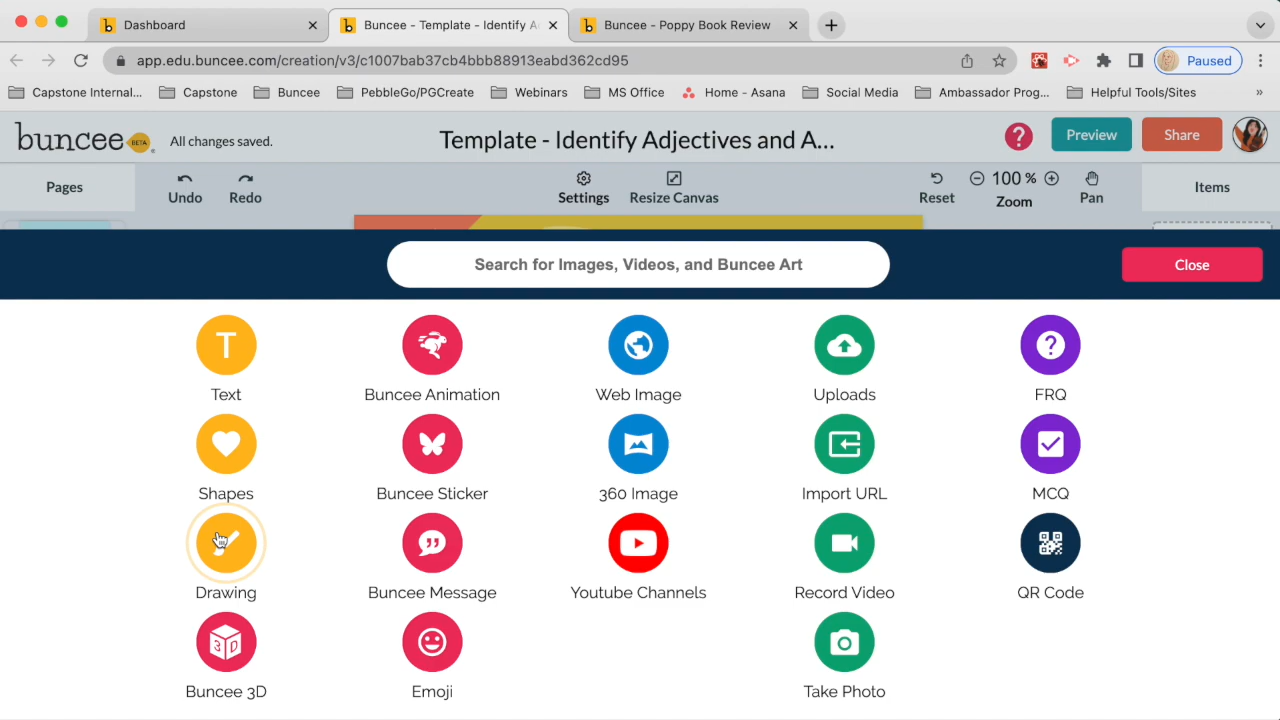 Dashboard
Buncee - Template - Identify A
Buncee - Poppy Book Review
app.edu.buncee.com/creation/v3/c1007bab37cb4bbb88913eabd362cd95
Paused
Capstone Internal...
Capstone
Buncee
PebbleGo/PGCreate
Webinars
MS Office
Home - Asana
Social Media
Ambassador Prog...
Helpful Tools/Sites
»
buncee BETA
All changes saved.
Template - Identify Adjectives and A...
?
Preview
Share
Pages
Undo
Redo
Settings
Resize Canvas
Reset
100 %
Zoom
Pan
Items
Search for Images, Videos, and Buncee Art
Close
T
Text
Buncee Animation
Web Image
Uploads
?
FRQ
Shapes
Buncee Sticker
360 Image
Import URL
MCQ
Drawing
Buncee Message
Youtube Channels
Record Video
QR Code
3D
Buncee 3D
Emoji
Take Photo